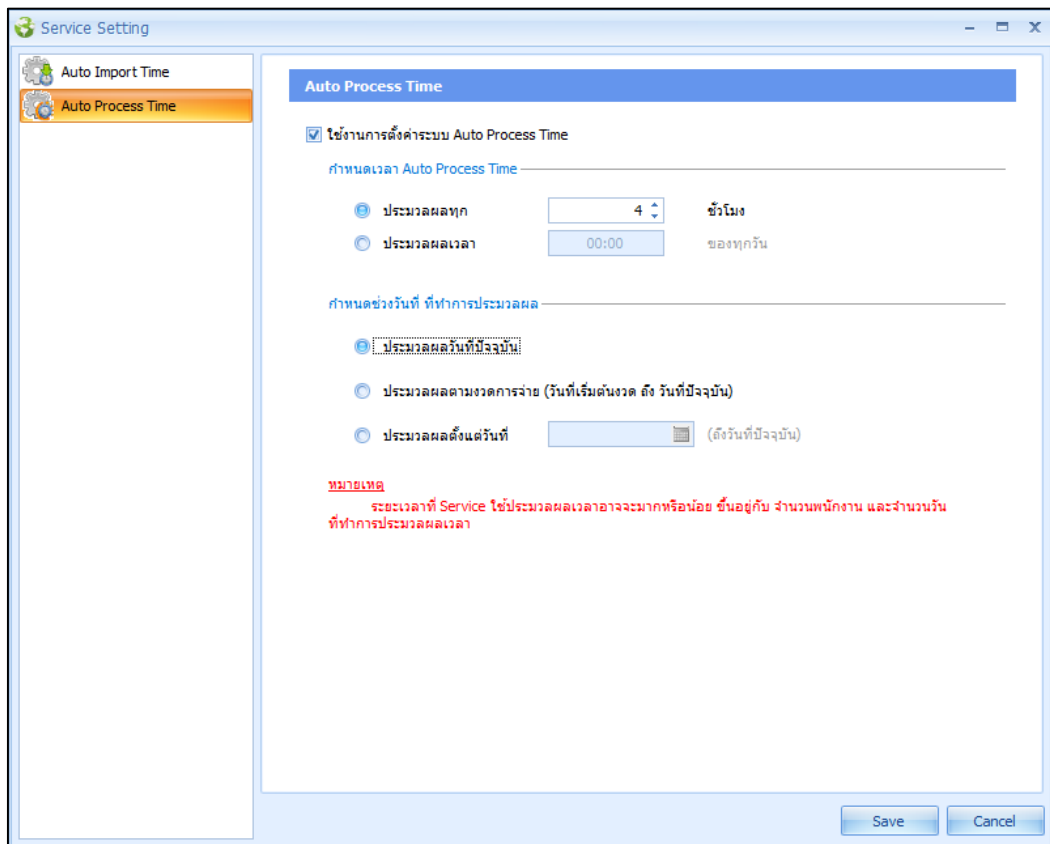 Service Setting
Auto Import Time
Auto Process Time
Auto Process Time
ใช้งานการตั้งค่าระบบ Auto Process Time
กำหนดเวลา Auto Process Time
ประมวลผลทุก 4 ชั่วโมง
ประมวลผลเวลา 00:00 ของทุกวัน
กำหนดช่วงวันที่ ที่ทำการประมวลผล
ประมวลผลวันที่ปัจจุบัน
ประมวลผลตามงวดการจ่าย (วันที่เริ่มต้นงวด ถึง วันที่ปัจจุบัน)
ประมวลผลตั้งแต่วันที่ (ถึงวันที่ปัจจุบัน)
หมายเหตุ
ระยะเวลาที่ Service ใช้ประมวลผลเวลาอาจจะมากหรือน้อย ขึ้นอยู่กับ จำนวนพนักงาน และจำนวนวัน
ที่ทำการประมวลผลเวลา
Save Cancel